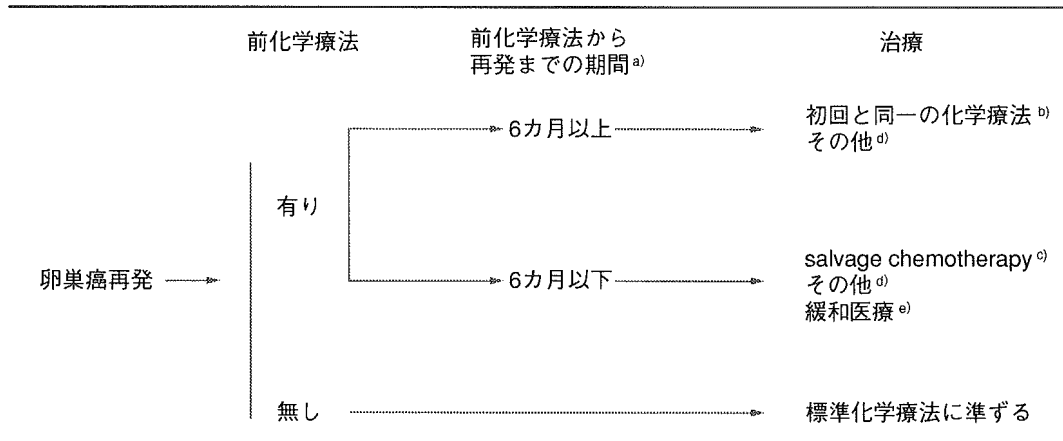 前化学療法
前化学療法から
再発までの期間a)
治療
6カ月以上
初回と同一の化学療法b)
その他d)
有り
卵巣癌再発
6カ月以下
salvage chemotherapy c)
その他d)
緩和医療e)
無し
標準化学療法に準ずる